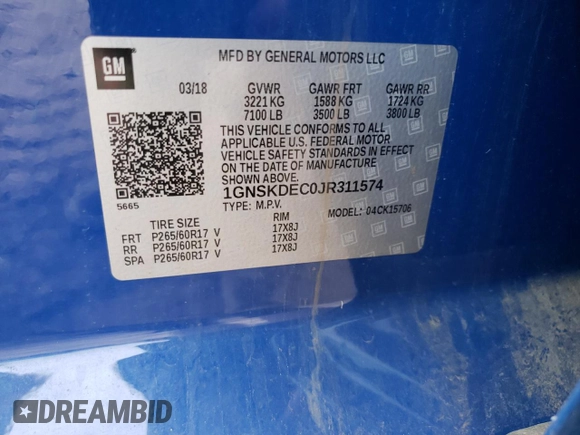 GM
MFD BY GENERAL MOTORS LLC
03/18 GVWR GAWR FRT GAWR RR
3221 KG 1588 KG 1724 KG
7100 LB 3500 LB 3800 LB
THIS VEHICLE CONFORMS TO ALL
APPLICABLE U.S. FEDERAL MOTOR
VEHICLE SAFETY STANDARDS IN EFFECT
ON THE DATE OF MANUFACTURE
SHOWN ABOVE.
1GNSKDEC0JR311574
5665
TYPE: M.P.V. MODEL: 04CK15706
TIRE SIZE RIM
FRT P265/60R17 V 17X8J
RR P265/60R17 V 17X8J
SPA P265/60R17 V 17X8J
DREAMBID